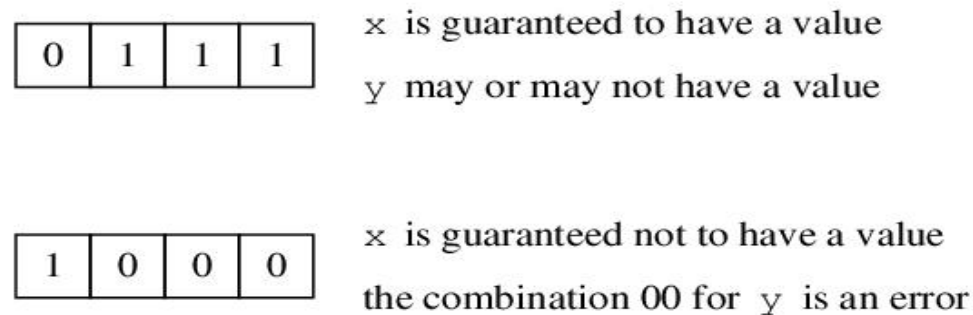 x is guaranteed to have a value
0 1 1 1
y may or may not have a value
x is guaranteed not to have a value
1 0 0 0
the combination 00 for y is an error